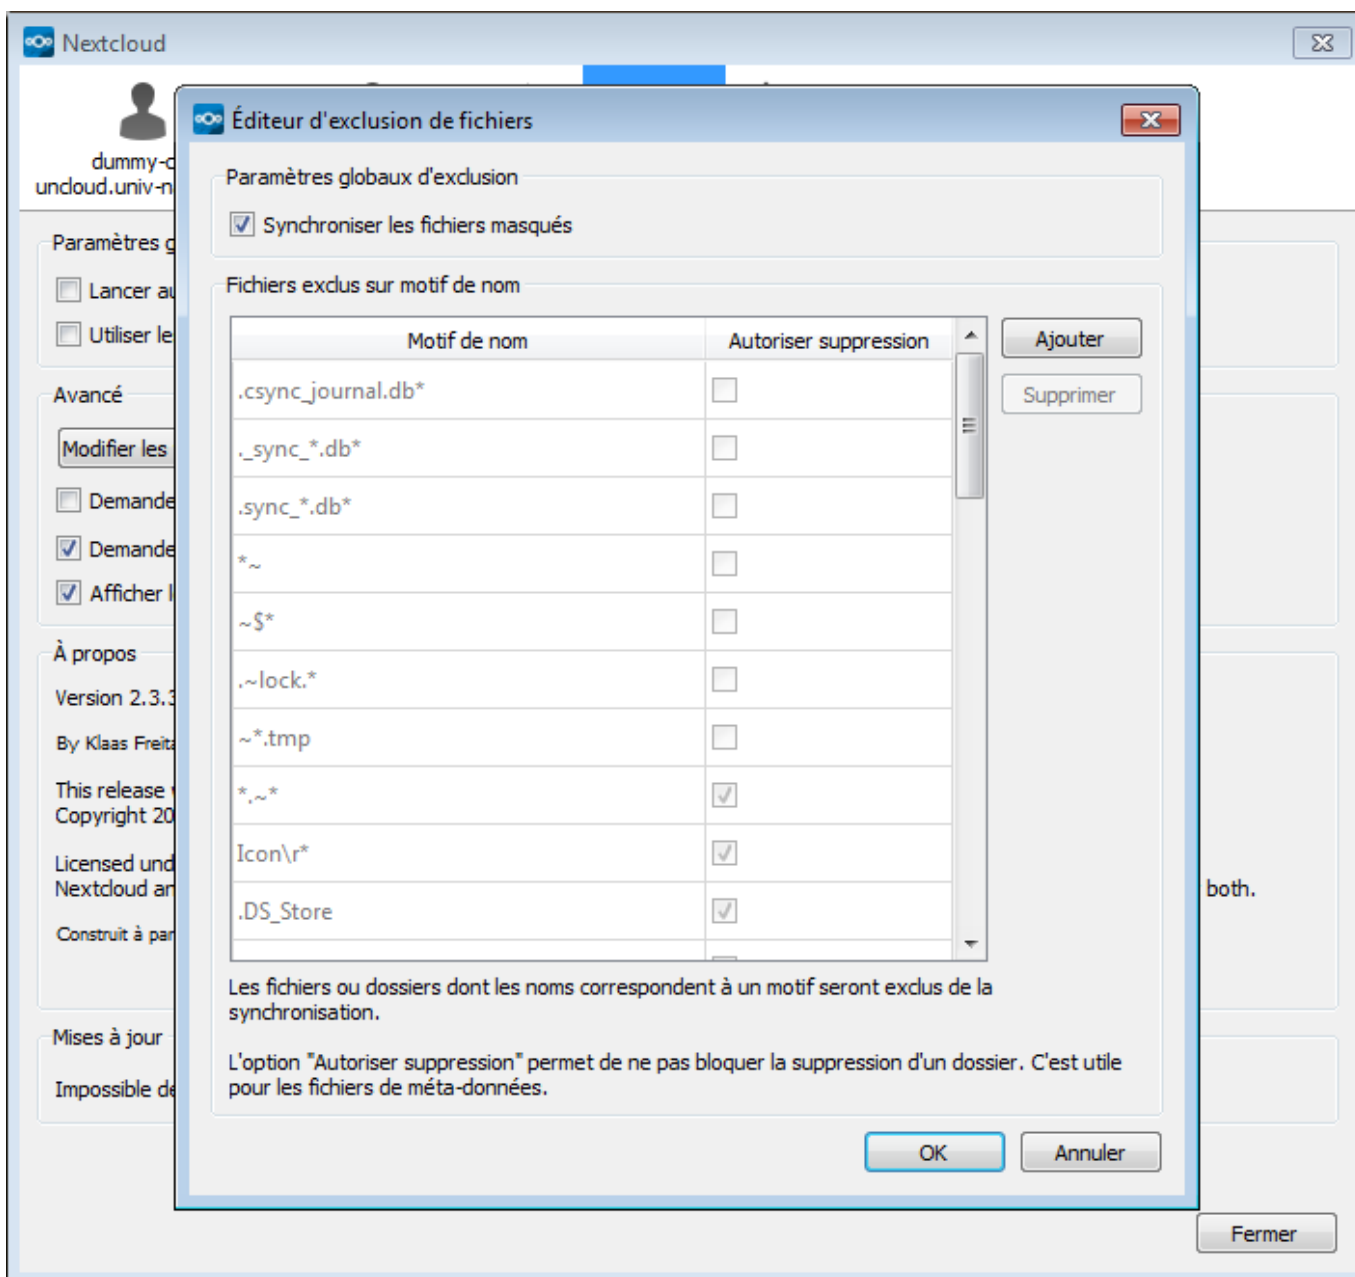 Nextcloud
dummy-c
uncloud.univ-n
Éditeur d'exclusion de fichiers
Paramètres globaux d'exclusion
Synchroniser les fichiers masqués
Fichiers exclus sur motif de nom
Motif de nom Autoriser suppression
.csync_journal.db*
._sync_*.db*
.sync_*.db*
*~
~$*
.~lock.*
~*.tmp
*.~*
Icon\r*
.DS_Store
Ajouter
Supprimer
Les fichiers ou dossiers dont les noms correspondent à un motif seront exclus de la
synchronisation.
L'option "Autoriser suppression" permet de ne pas bloquer la suppression d'un dossier. C'est utile
pour les fichiers de méta-données.
OK Annuler
Paramètres g
Lancer au
Utiliser le
Avancé
Modifier les
Demande
Demande
Afficher l
À propos
Version 2.3.3
By Klaas Freita
This release
Copyright 20
Licensed und
Nextcloud an
both.
Construit à par
Mises à jour
Impossible de
Fermer